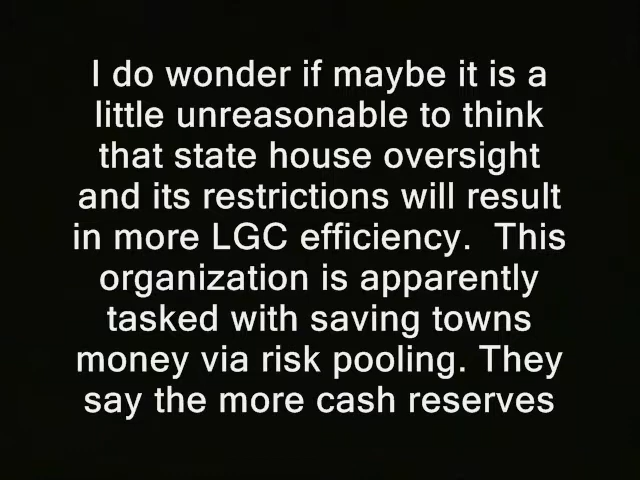 I do wonder if maybe it is a
little unreasonable to think
that state house oversight
and its restrictions will result
in more LGC efficiency.  This
organization is apparently
tasked with saving towns
money via risk pooling. They
say the more cash reserves